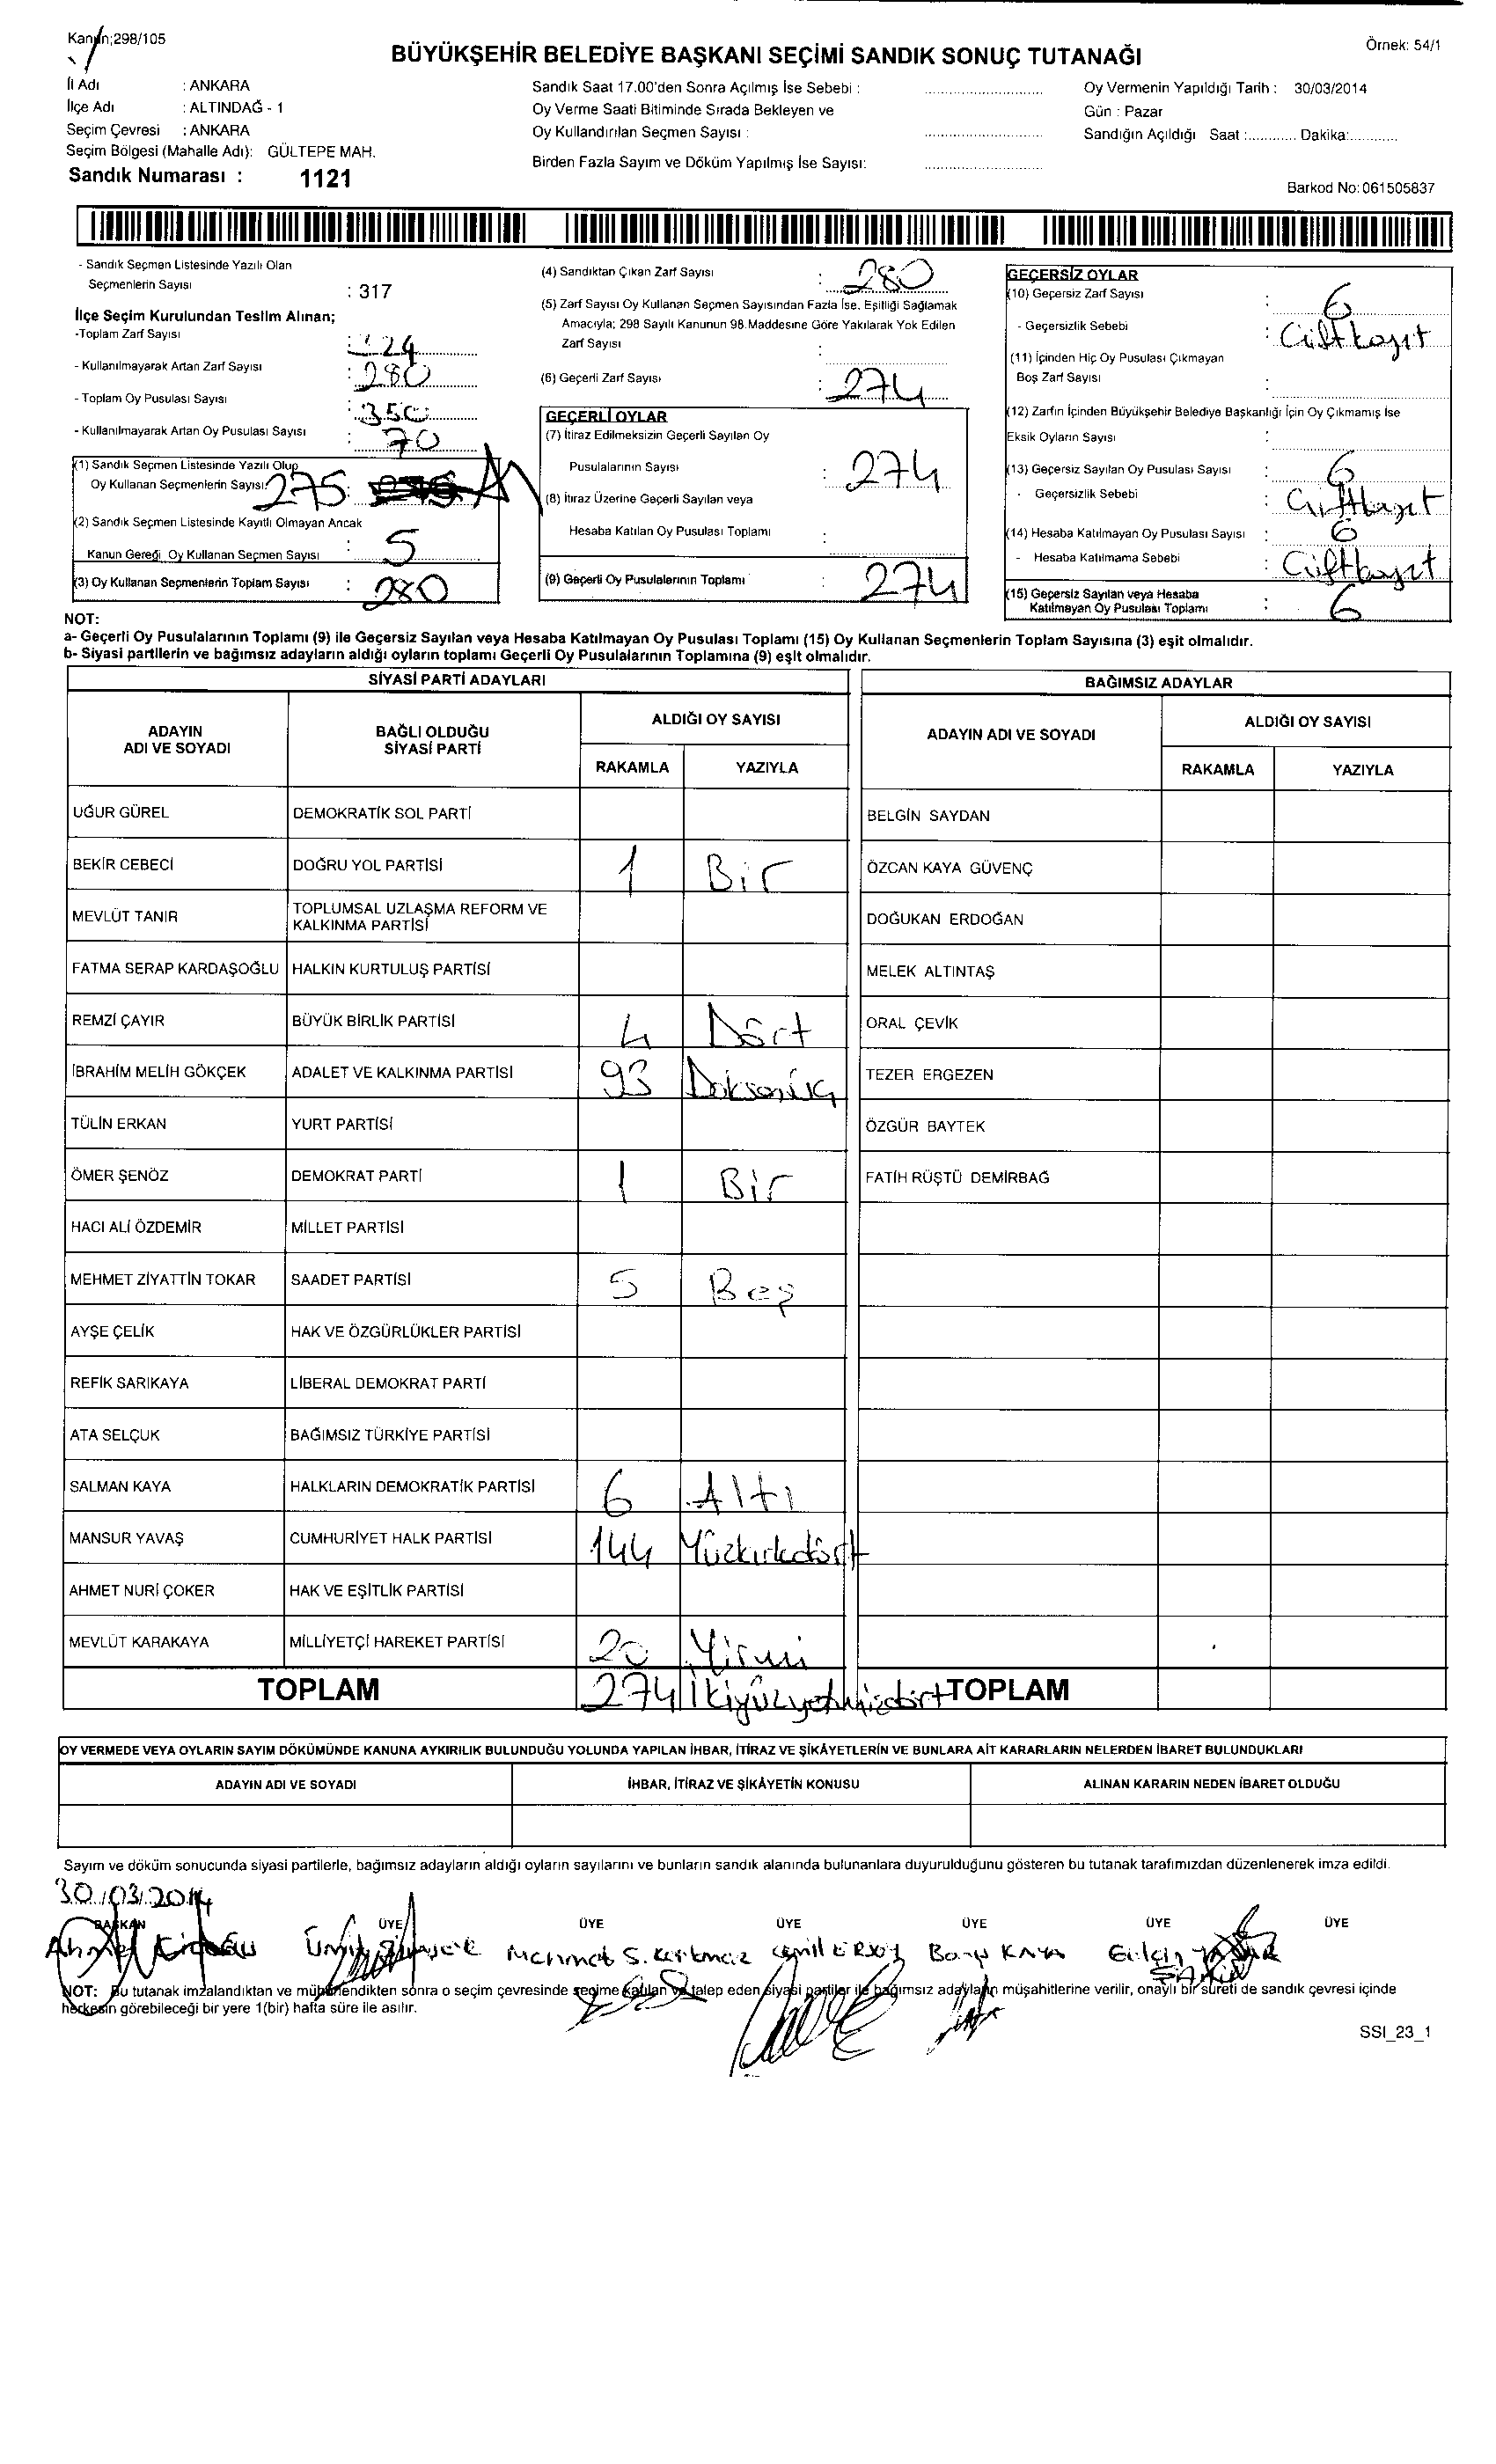 Kanun;298/105
Örnek: 54/1
BÜYÜKŞEHİR BELEDİYE BAŞKANI SEÇİMİ SANDIK SONUÇ TUTANAĞI
İl Adı : ANKARA
İlçe Adı : ALTINDAĞ - 1
Seçim Çevresi : ANKARA
Seçim Bölgesi (Mahalle Adı): GÜLTEPE MAH.
Sandık Numarası : 1121
Sandık Saat 17.00'den Sonra Açılmış İse Sebebi :
Oy Verme Saati Bitiminde Sırada Bekleyen ve
Oy Kullandırılan Seçmen Sayısı :
Birden Fazla Sayım ve Döküm Yapılmış İse Sayısı:
Oy Vermenin Yapıldığı Tarih : 30/03/2014
Gün : Pazar
Sandığın Açıldığı Saat :............ Dakika:............
Barkod No:061505837
- Sandık Seçmen Listesinde Yazılı Olan
Seçmenlerin Sayısı : 317
İlçe Seçim Kurulundan Teslim Alınan;
-Toplam Zarf Sayısı :
- Kullanılmayarak Artan Zarf Sayısı : 280
- Toplam Oy Pusulası Sayısı : 350
- Kullanılmayarak Artan Oy Pusulası Sayısı : 70
(1) Sandık Seçmen Listesinde Yazılı Olup
Oy Kullanan Seçmenlerin Sayısı: 275
(2) Sandık Seçmen Listesinde Kayıtlı Olmayan Ancak
Kanun Gereği Oy Kullanan Seçmen Sayısı : 5
(3) Oy Kullanan Seçmenlerin Toplam Sayısı : 280
(4) Sandıktan Çıkan Zarf Sayısı : 280
(5) Zarf Sayısı Oy Kullanan Seçmen Sayısından Fazla İse, Eşitliği Sağlamak
Amacıyla; 298 Sayılı Kanunun 98.Maddesine Göre Yakılarak Yok Edilen
Zarf Sayısı :
(6) Geçerli Zarf Sayısı : 274
GEÇERLİ OYLAR
(7) İtiraz Edilmeksizin Geçerli Sayılan Oy
Pusulalarının Sayısı : 274
(8) İtiraz Üzerine Geçerli Sayılan veya
Hesaba Katılan Oy Pusulası Toplamı :
(9) Geçerli Oy Pusulalarının Toplamı : 274
GEÇERSİZ OYLAR
(10) Geçersiz Zarf Sayısı : 6
- Geçersizlik Sebebi : Çift kayıt
(11) İçinden Hiç Oy Pusulası Çıkmayan
Boş Zarf Sayısı :
(12) Zarfın İçinden Büyükşehir Belediye Başkanlığı İçin Oy Çıkmamış İse
Eksik Oyların Sayısı :
(13) Geçersiz Sayılan Oy Pusulası Sayısı : 6
- Geçersizlik Sebebi : Çift kayıt
(14) Hesaba Katılmayan Oy Pusulası Sayısı : 6
- Hesaba Katılmama Sebebi : Çift kayıt
(15) Geçersiz Sayılan veya Hesaba
Katılmayan Oy Pusulası Toplamı : 6
NOT:
a- Geçerli Oy Pusulalarının Toplamı (9) ile Geçersiz Sayılan veya Hesaba Katılmayan Oy Pusulası Toplamı (15) Oy Kullanan Seçmenlerin Toplam Sayısına (3) eşit olmalıdır.
b- Siyasi partilerin ve bağımsız adayların aldığı oyların toplamı Geçerli Oy Pusulalarının Toplamına (9) eşit olmalıdır.
SİYASİ PARTİ ADAYLARI BAĞIMSIZ ADAYLAR
ADAYIN ADI VE SOYADI BAĞLI OLDUĞU SİYASİ PARTİ ALDIĞI OY SAYISI ADAYIN ADI VE SOYADI ALDIĞI OY SAYISI
RAKAMLA YAZIYLA RAKAMLA YAZIYLA
UĞUR GÜREL DEMOKRATİK SOL PARTİ BELGİN SAYDAN
BEKİR CEBECİ DOĞRU YOL PARTİSİ 1 Bir ÖZCAN KAYA GÜVENÇ
MEVLÜT TANIR TOPLUMSAL UZLAŞMA REFORM VE KALKINMA PARTİSİ DOĞUKAN ERDOĞAN
FATMA SERAP KARDAŞOĞLU HALKIN KURTULUŞ PARTİSİ MELEK ALTINTAŞ
REMZİ ÇAYIR BÜYÜK BİRLİK PARTİSİ 4 Dört ORAL ÇEVİK
İBRAHİM MELİH GÖKÇEK ADALET VE KALKINMA PARTİSİ 93 Doksanüç TEZER ERGEZEN
TÜLİN ERKAN YURT PARTİSİ ÖZGÜR BAYTEK
ÖMER ŞENÖZ DEMOKRAT PARTİ 1 Bir FATİH RÜŞTÜ DEMİRBAĞ
HACI ALİ ÖZDEMİR MİLLET PARTİSİ
MEHMET ZİYATTİN TOKAR SAADET PARTİSİ 5 Beş
AYŞE ÇELİK HAK VE ÖZGÜRLÜKLER PARTİSİ
REFİK SARIKAYA LİBERAL DEMOKRAT PARTİ
ATA SELÇUK BAĞIMSIZ TÜRKİYE PARTİSİ
SALMAN KAYA HALKLARIN DEMOKRATİK PARTİSİ 6 Altı
MANSUR YAVAŞ CUMHURİYET HALK PARTİSİ 144 Yüzkırkdört
AHMET NURİ ÇOKER HAK VE EŞİTLİK PARTİSİ
MEVLÜT KARAKAYA MİLLİYETÇİ HAREKET PARTİSİ 20 Yirmi
TOPLAM 274 İkiyüzyetmişdört TOPLAM
OY VERMEDE VEYA OYLARIN SAYIM DÖKÜMÜNDE KANUNA AYKIRILIK BULUNDUĞU YOLUNDA YAPILAN İHBAR, İTİRAZ VE ŞİKÂYETLERİN VE BUNLARA AİT KARARLARIN NELERDEN İBARET BULUNDUKLARI
ADAYIN ADI VE SOYADI İHBAR, İTİRAZ VE ŞİKÂYETİN KONUSU ALINAN KARARIN NEDEN İBARET OLDUĞU
Sayım ve döküm sonucunda siyasi partilerle, bağımsız adayların aldığı oyların sayılarını ve bunların sandık alanında bulunanlara duyurulduğunu gösteren bu tutanak tarafımızdan düzenlenerek imza edildi.
30/03/2014
BAŞKAN ÜYE ÜYE ÜYE ÜYE ÜYE ÜYE
Ahmet Ümit Mehmet S. Korkmaz Cemil ERSOY Barış KAYA
NOT: Bu tutanak imzalandıktan ve mühürlendikten sonra o seçim çevresinde seçime katılan ve talep eden siyasi partiler ile bağımsız adayların müşahitlerine verilir, onaylı bir sureti de sandık çevresi içinde
herkesin görebileceği bir yere 1(bir) hafta süre ile asılır.
SSI_23_1